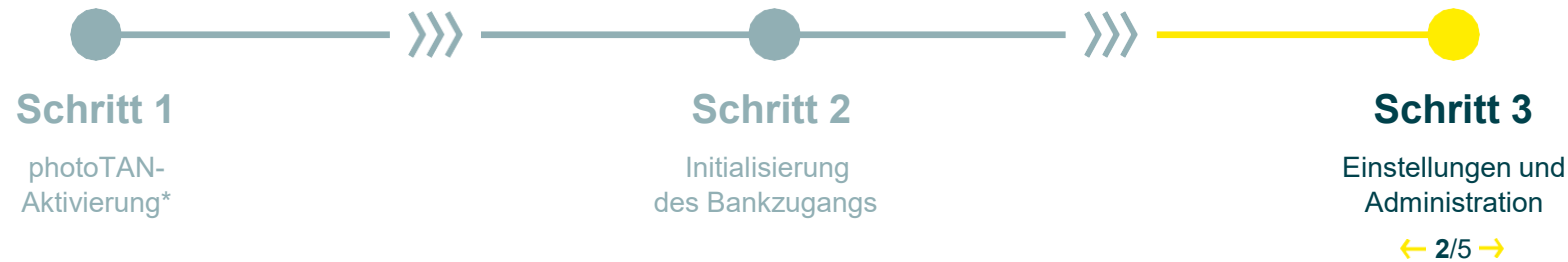 Schritt 1
photoTAN-
Aktivierung*
Schritt 2
Initialisierung
des Bankzugangs
Schritt 3
Einstellungen und
Administration
← 2/5 →